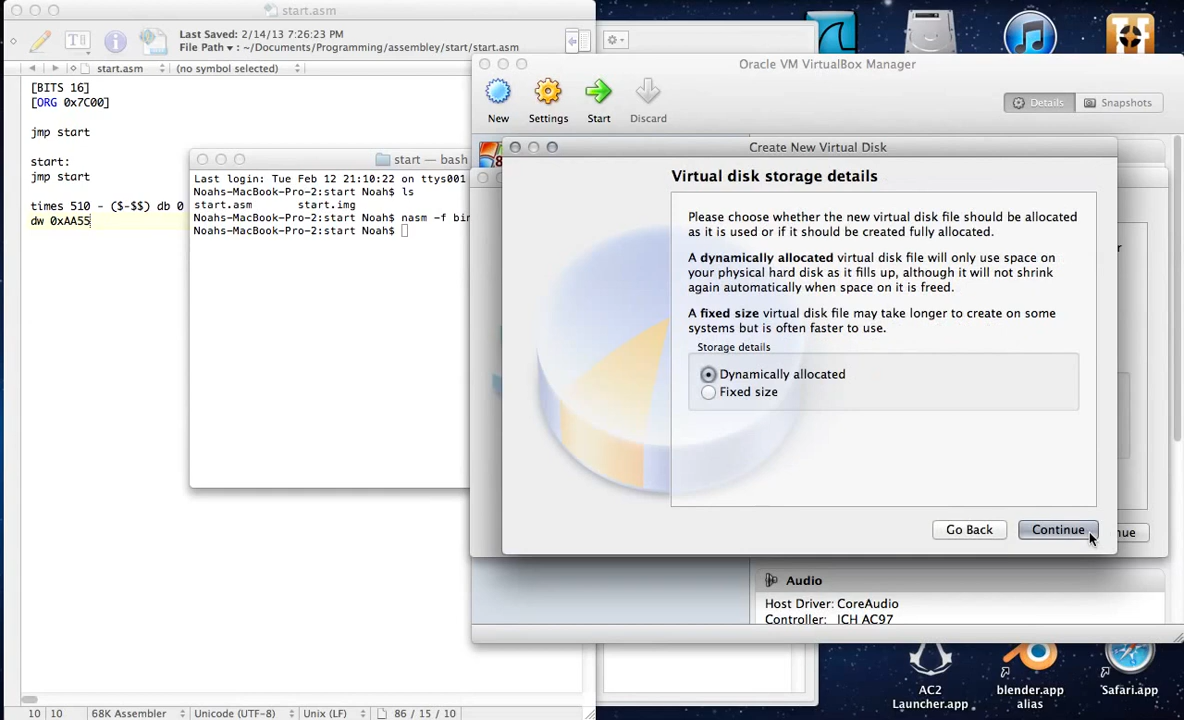 start.asm
Last Saved: 2/14/13 7:26:23 PM
File Path ▾ : ~/Documents/Programming/assembley/start/start.asm
start.asm
(no symbol selected)
[BITS 16]
[ORG 0x7C00]
jmp start
start:
jmp start
times 510 - ($-$$) db 0
dw 0xAA55
10
10
68K Assembler
Unicode (UTF-8)
Unix (LF)
86 / 15 / 10
start — bash
Last login: Tue Feb 12 21:10:22 on ttys001
Noahs-MacBook-Pro-2:start Noah$ ls
start.asm start.img
Noahs-MacBook-Pro-2:start Noah$ nasm -f bin
Noahs-MacBook-Pro-2:start Noah$
Oracle VM VirtualBox Manager
New
Settings
Start
Discard
Details
Snapshots
Create New Virtual Disk
Virtual disk storage details
Please choose whether the new virtual disk file should be allocated
as it is used or if it should be created fully allocated.
A dynamically allocated virtual disk file will only use space on
your physical hard disk as it fills up, although it will not shrink
again automatically when space on it is freed.
A fixed size virtual disk file may take longer to create on some
systems but is often faster to use.
Storage details
Dynamically allocated
Fixed size
Go Back
Continue
nue
Audio
Host Driver: CoreAudio
Controller: ICH AC97
AC2
Launcher.app
blender.app
alias
Safari.app